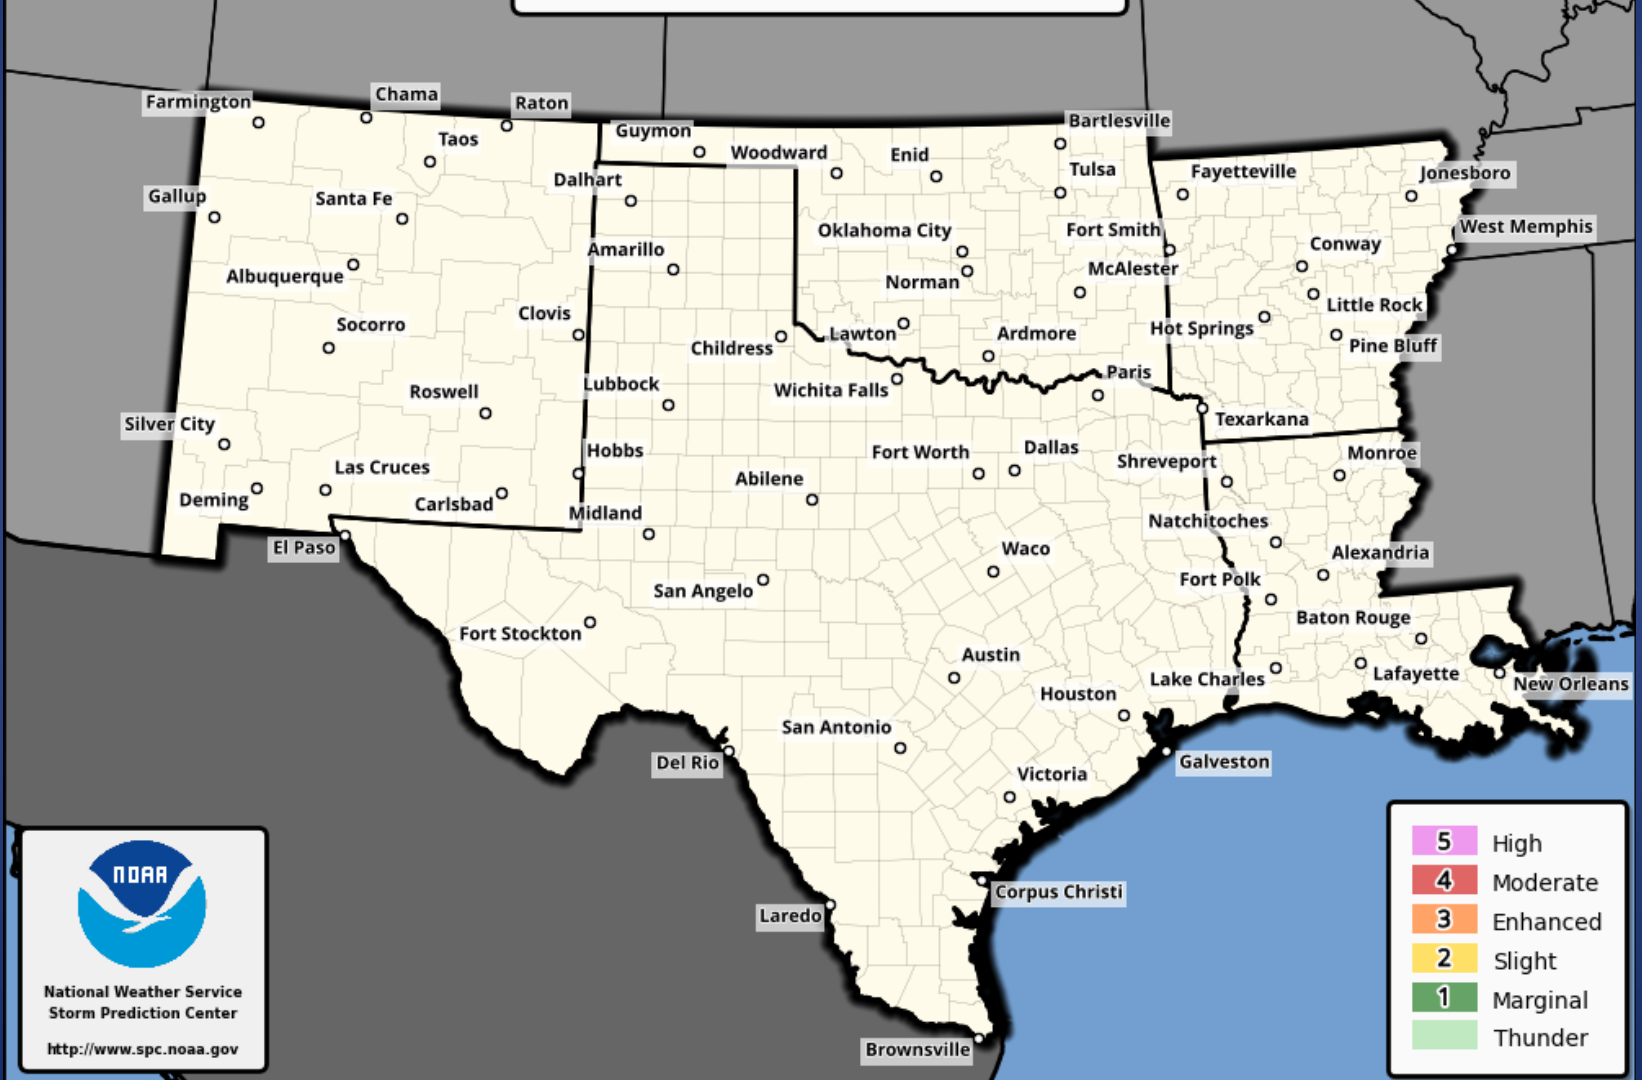 Farmington
Chama
Raton
Taos
Guymon
Woodward
Enid
Bartlesville
Tulsa
Fayetteville
Jonesboro
Gallup
Santa Fe
Dalhart
Oklahoma City
Fort Smith
West Memphis
Albuquerque
Amarillo
Norman
McAlester
Conway
Little Rock
Socorro
Clovis
Childress
Lawton
Ardmore
Hot Springs
Pine Bluff
Roswell
Lubbock
Wichita Falls
Paris
Texarkana
Silver City
Las Cruces
Hobbs
Fort Worth
Dallas
Shreveport
Monroe
Deming
Carlsbad
Midland
Abilene
Natchitoches
El Paso
San Angelo
Waco
Alexandria
Fort Polk
Fort Stockton
Baton Rouge
Austin
Lake Charles
Lafayette
New Orleans
Houston
San Antonio
Del Rio
Galveston
Victoria
Corpus Christi
Laredo
Brownsville
NOAA
National Weather Service
Storm Prediction Center
http://www.spc.noaa.gov
5 High
4 Moderate
3 Enhanced
2 Slight
1 Marginal
Thunder